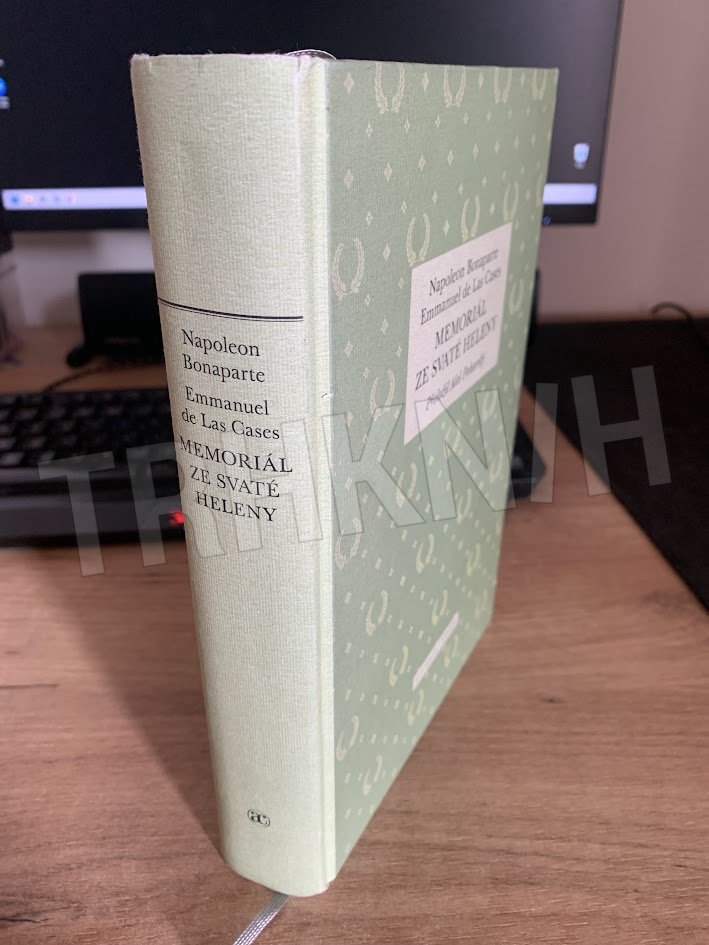 Napoleon
Bonaparte
Emmanuel
de Las Cases
MEMORIÁL
ZE SVATÉ
HELENY
Napoleon Bonaparte
Emmanuel de Las Cases
MEMORIÁL
ZE SVATÉ HELENY
TRHKNIH